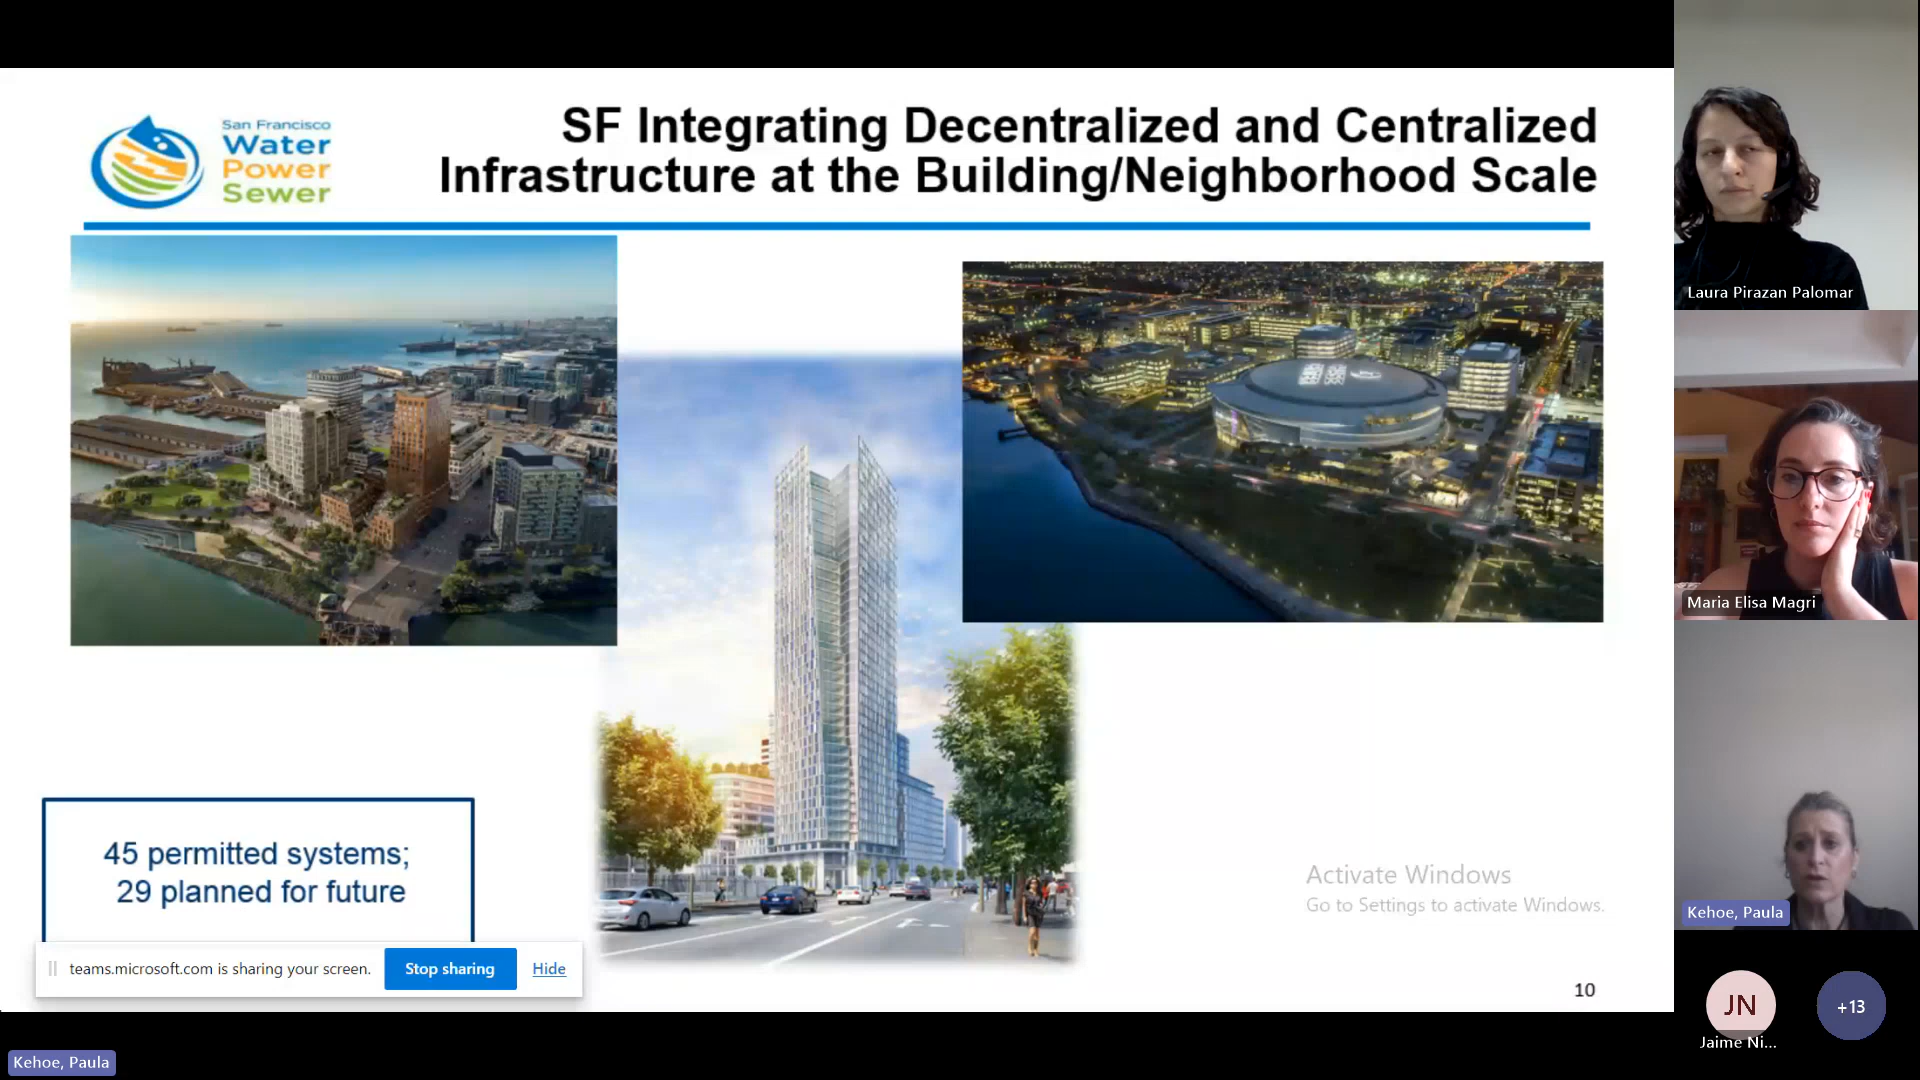 San Francisco
Water
Power
Sewer
SF Integrating Decentralized and Centralized
Infrastructure at the Building/Neighborhood Scale
45 permitted systems;
29 planned for future
Activate Windows
Go to Settings to activate Windows.
teams.microsoft.com is sharing your screen.
Stop sharing
Hide
10
Kehoe, Paula
Laura Pirazan Palomar
Maria Elisa Magri
Kehoe, Paula
JN
Jaime Ni...
+13